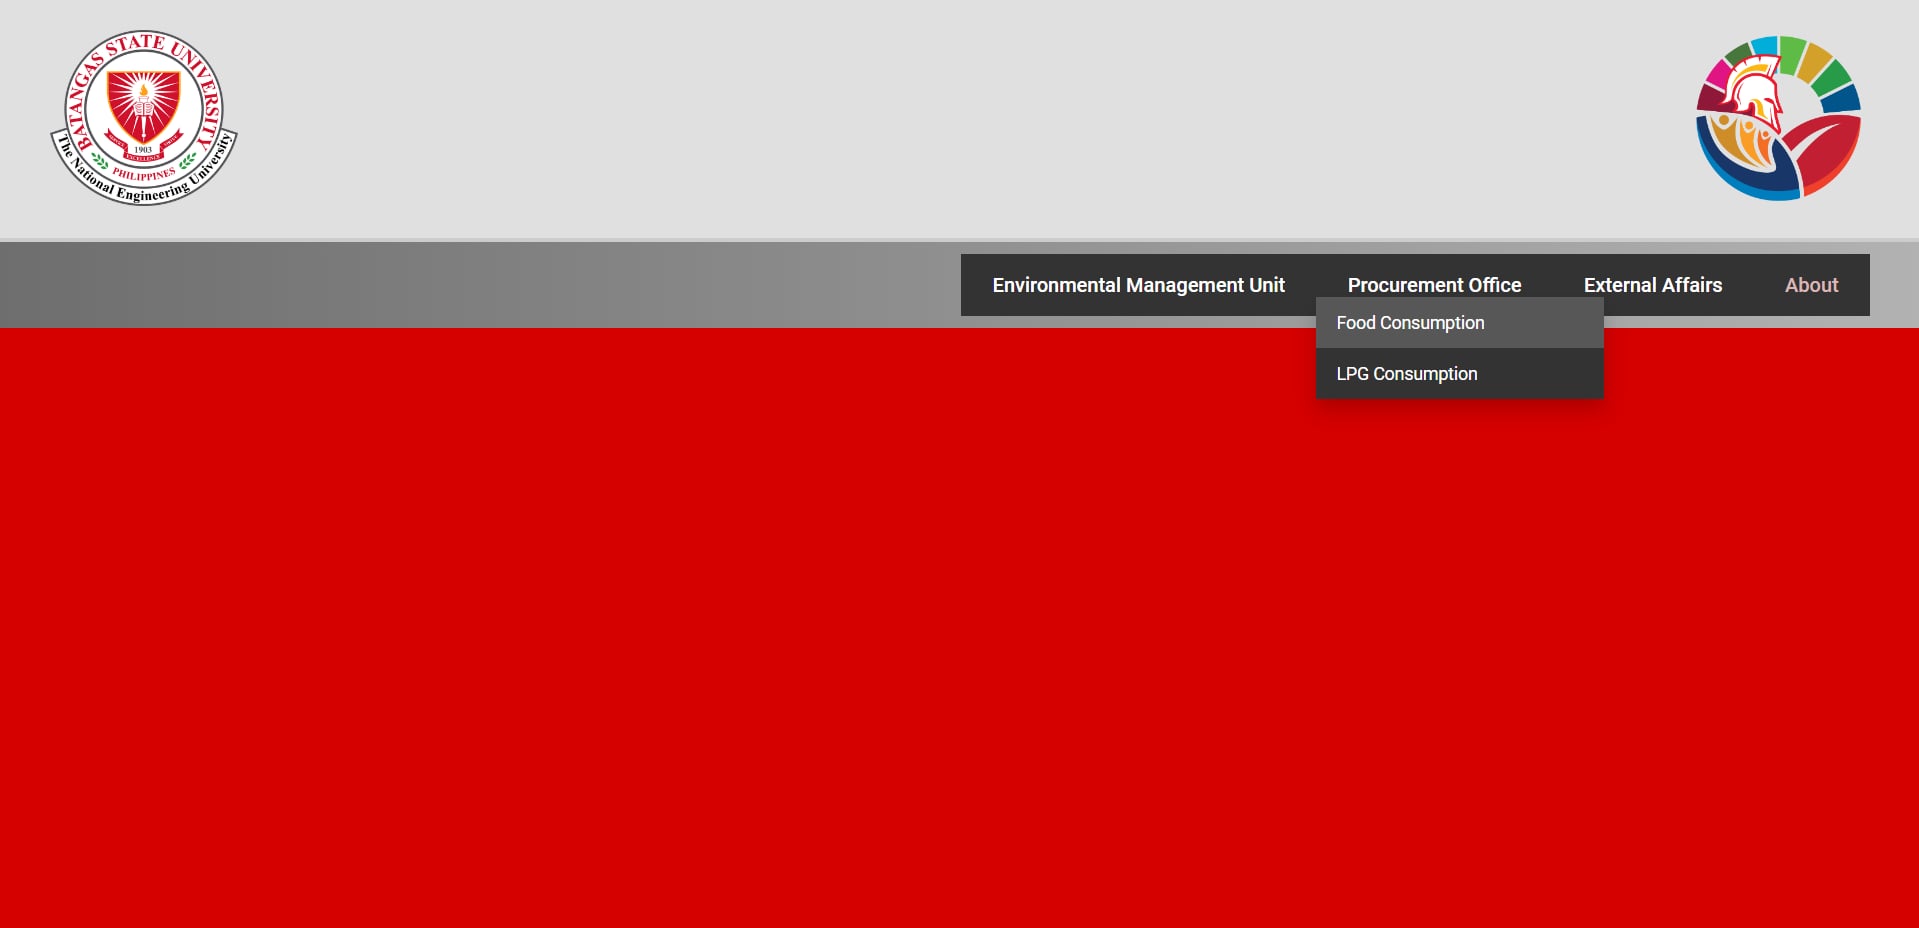 BATANGAS STATE UNIVERSITY
1903
EXCELLENCE
PHILIPPINES
The National Engineering University
Environmental Management Unit
Procurement Office
External Affairs
About
Food Consumption
LPG Consumption